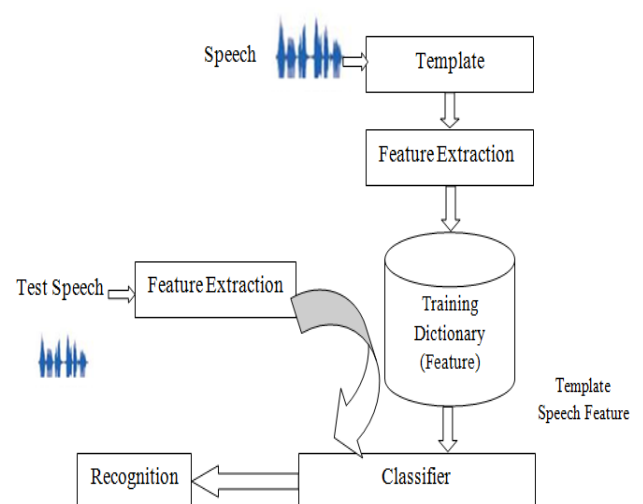 Speech
Template
Feature Extraction
Test Speech
Feature Extraction
Training
Dictionary
(Feature)
Template
Speech Feature
Recognition
Classifier